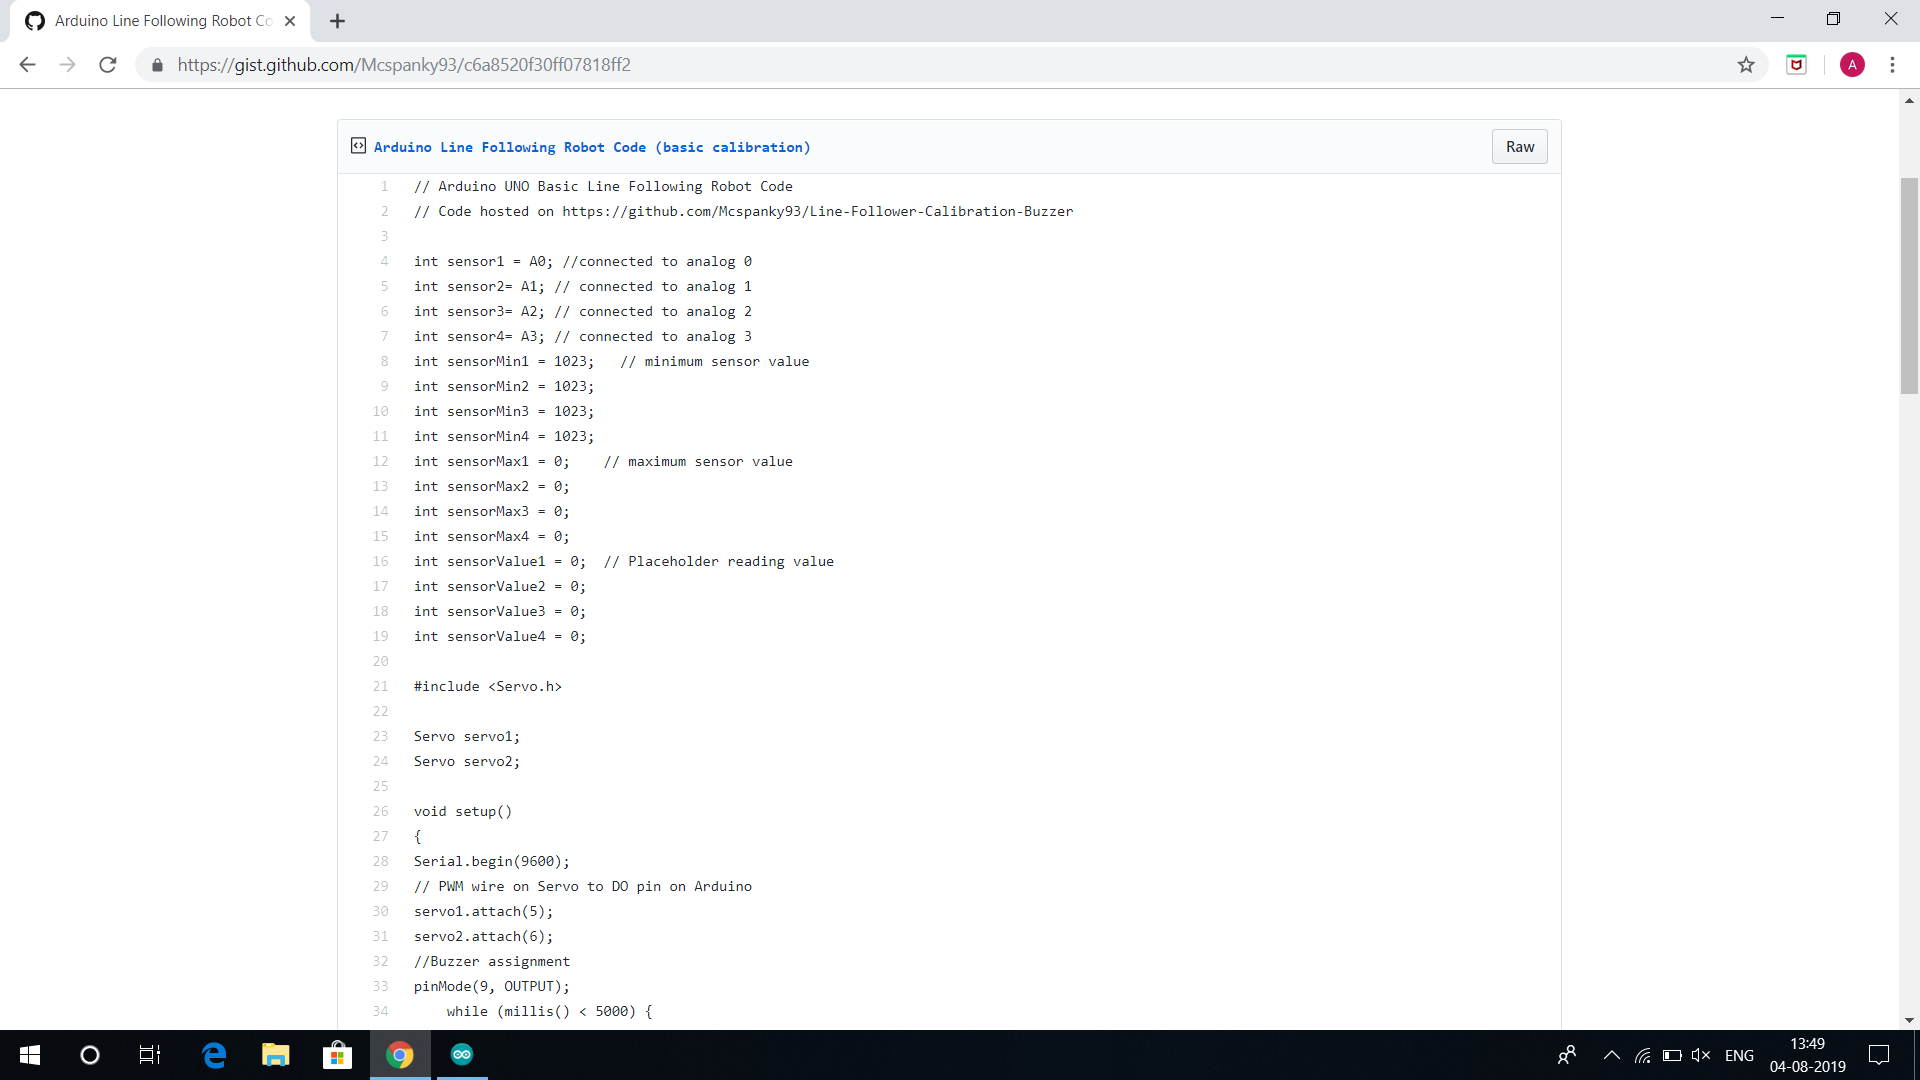 Arduino Line Following Robot Co
https://gist.github.com/Mcspanky93/c6a8520f30ff07818ff2
A
Arduino Line Following Robot Code (basic calibration)
Raw
1 // Arduino UNO Basic Line Following Robot Code
2 // Code hosted on https://github.com/Mcspanky93/Line-Follower-Calibration-Buzzer
3
4 int sensor1 = A0; //connected to analog 0
5 int sensor2= A1; // connected to analog 1
6 int sensor3= A2; // connected to analog 2
7 int sensor4= A3; // connected to analog 3
8 int sensorMin1 = 1023;   // minimum sensor value
9 int sensorMin2 = 1023;
10 int sensorMin3 = 1023;
11 int sensorMin4 = 1023;
12 int sensorMax1 = 0;    // maximum sensor value
13 int sensorMax2 = 0;
14 int sensorMax3 = 0;
15 int sensorMax4 = 0;
16 int sensorValue1 = 0;  // Placeholder reading value
17 int sensorValue2 = 0;
18 int sensorValue3 = 0;
19 int sensorValue4 = 0;
20
21 #include <Servo.h>
22
23 Servo servo1;
24 Servo servo2;
25
26 void setup()
27 {
28 Serial.begin(9600);
29 // PWM wire on Servo to DO pin on Arduino
30 servo1.attach(5);
31 servo2.attach(6);
32 //Buzzer assignment
33 pinMode(9, OUTPUT);
34     while (millis() < 5000) {
ENG
13:49
04-08-2019